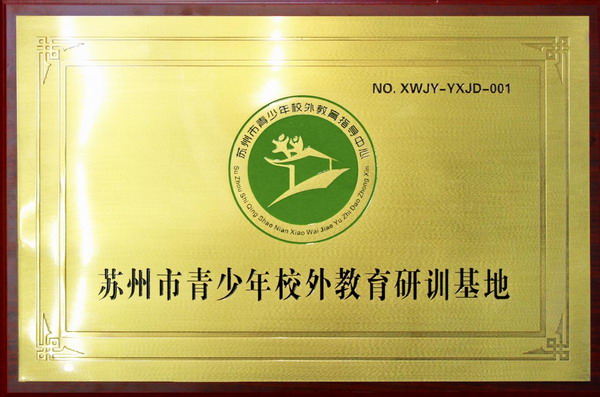 NO. XWJY-YXJD-001
苏州市青少年校外教育指导中心
Su Zhou Shi Qing Shao Nian Xiao Wai Jiao Yu Zhi Dao Zhong Xin
苏州市青少年校外教育研训基地